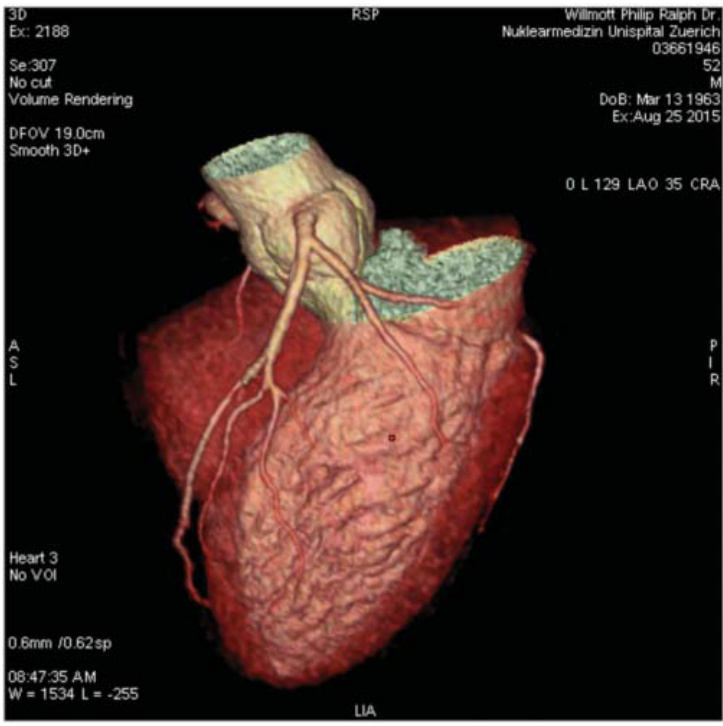 3D
Ex: 2188
Se:307
No cut
Volume Rendering
DFOV 19.0cm
Smooth 3D+
RSP
Willmott Philip Ralph Dr.
Nuklearmedizin Unispital Zuerich
03661946
52
M
DoB: Mar 13 1963
Ex:Aug 25 2015
0 L 129 LAO 35 CRA
A
S
L
P
I
R
Heart 3
No VOI
0.6mm /0.62sp
08:47:35 AM
W = 1534 L = -255
LIA